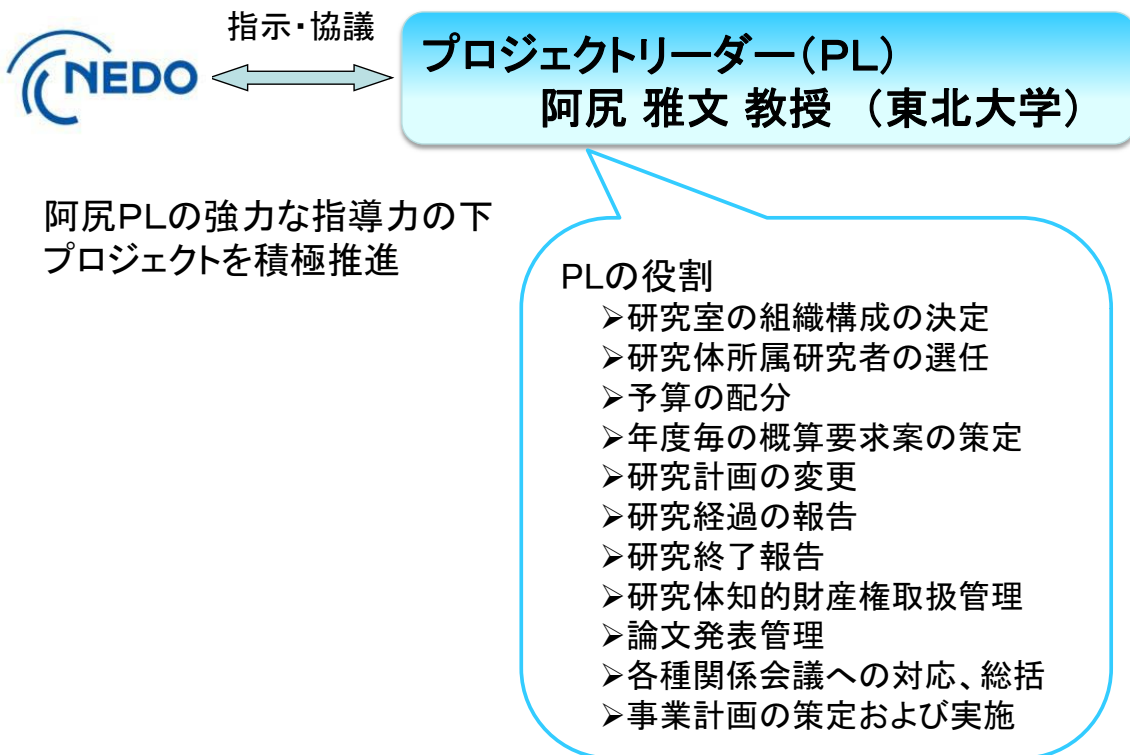 指示・協議
NEDO
プロジェクトリーダー(PL)
阿尻 雅文 教授 (東北大学)
阿尻PLの強力な指導力の下
プロジェクトを積極推進
PLの役割
➢研究室の組織構成の決定
➢研究体所属研究者の選任
➢予算の配分
➢年度毎の概算要求案の策定
➢研究計画の変更
➢研究経過の報告
➢研究終了報告
➢研究体知的財産権取扱管理
➢論文発表管理
➢各種関係会議への対応、総括
➢事業計画の策定および実施